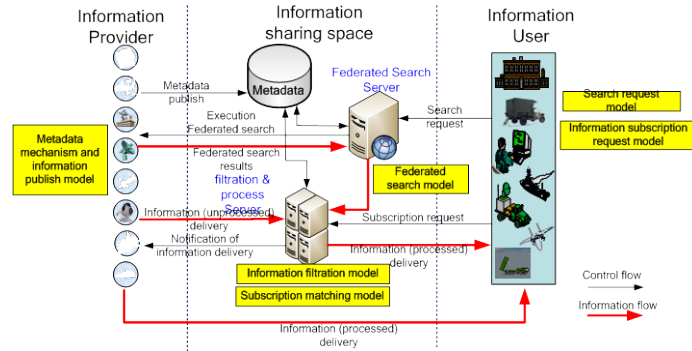 Information
Provider
Information
sharing space
Information
User
Metadata
publish
Metadata
Federated Search
Server
Search
request
Search request
model
Information subscription
request model
Execution
Federated search
Metadata
mechanism and
information
publish model
Federated search
results
filtration &
process
Server
Federated
search model
Information (unprocessed)
delivery
Subscription request
Notification of
information delivery
Information (processed)
delivery
Information filtration model
Subscription matching model
Control flow
Information flow
Information (processed)
delivery